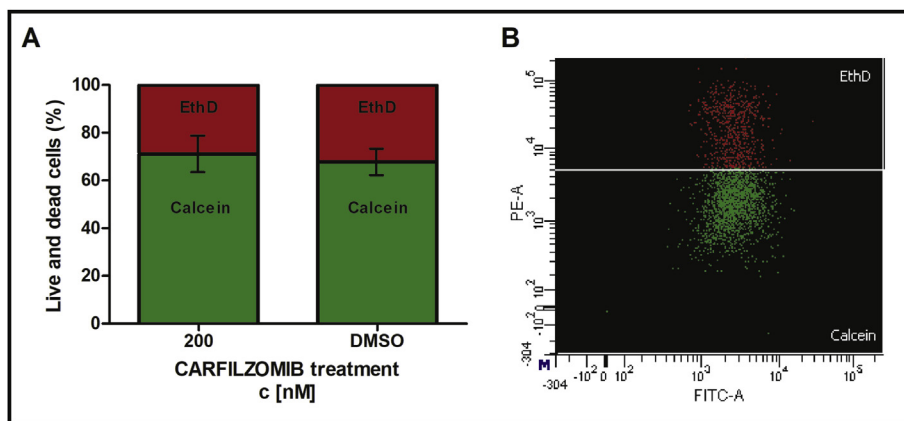 A
Live and dead cells (%)
100
80
60
40
20
0
EthD
EthD
Calcein
Calcein
200
DMSO
CARFILZOMIB treatment
c [nM]
B
EthD
Calcein
PE-A
10^5
10^4
10^3
10^2
0
-10^2
-304
M
-304
-10^2
0
10^2
10^3
10^4
10^5
FITC-A